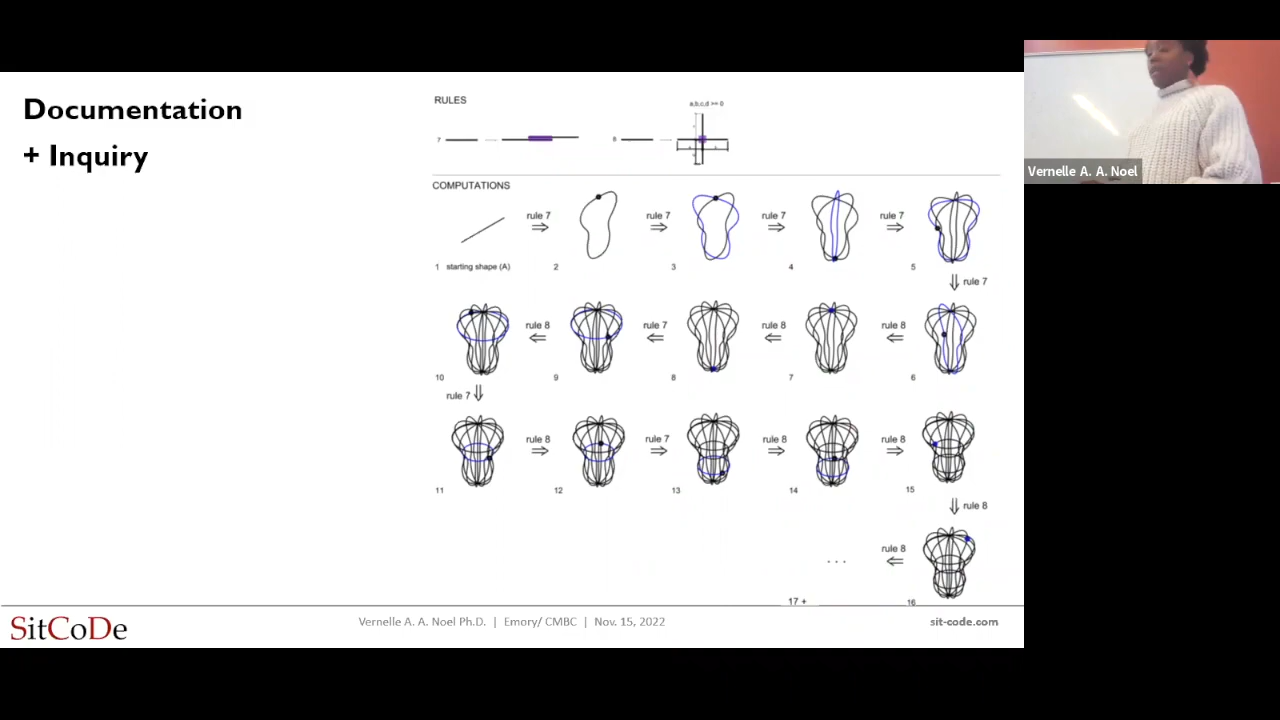 Documentation
+ Inquiry
RULES
a,b,c,d >= 0
7
8
COMPUTATIONS
rule 7
rule 7
rule 7
rule 7
1 starting shape (A)
2
3
4
5
rule 7
rule 8
rule 7
rule 8
rule 8
10
9
8
7
6
rule 7
rule 8
rule 7
rule 8
rule 8
11
12
13
14
15
rule 8
rule 8
. . .
17 +
16
SitCoDe
Vernelle A. A. Noel Ph.D. | Emory/ CMBC | Nov. 15, 2022
sit-code.com
Vernelle A. A. Noel